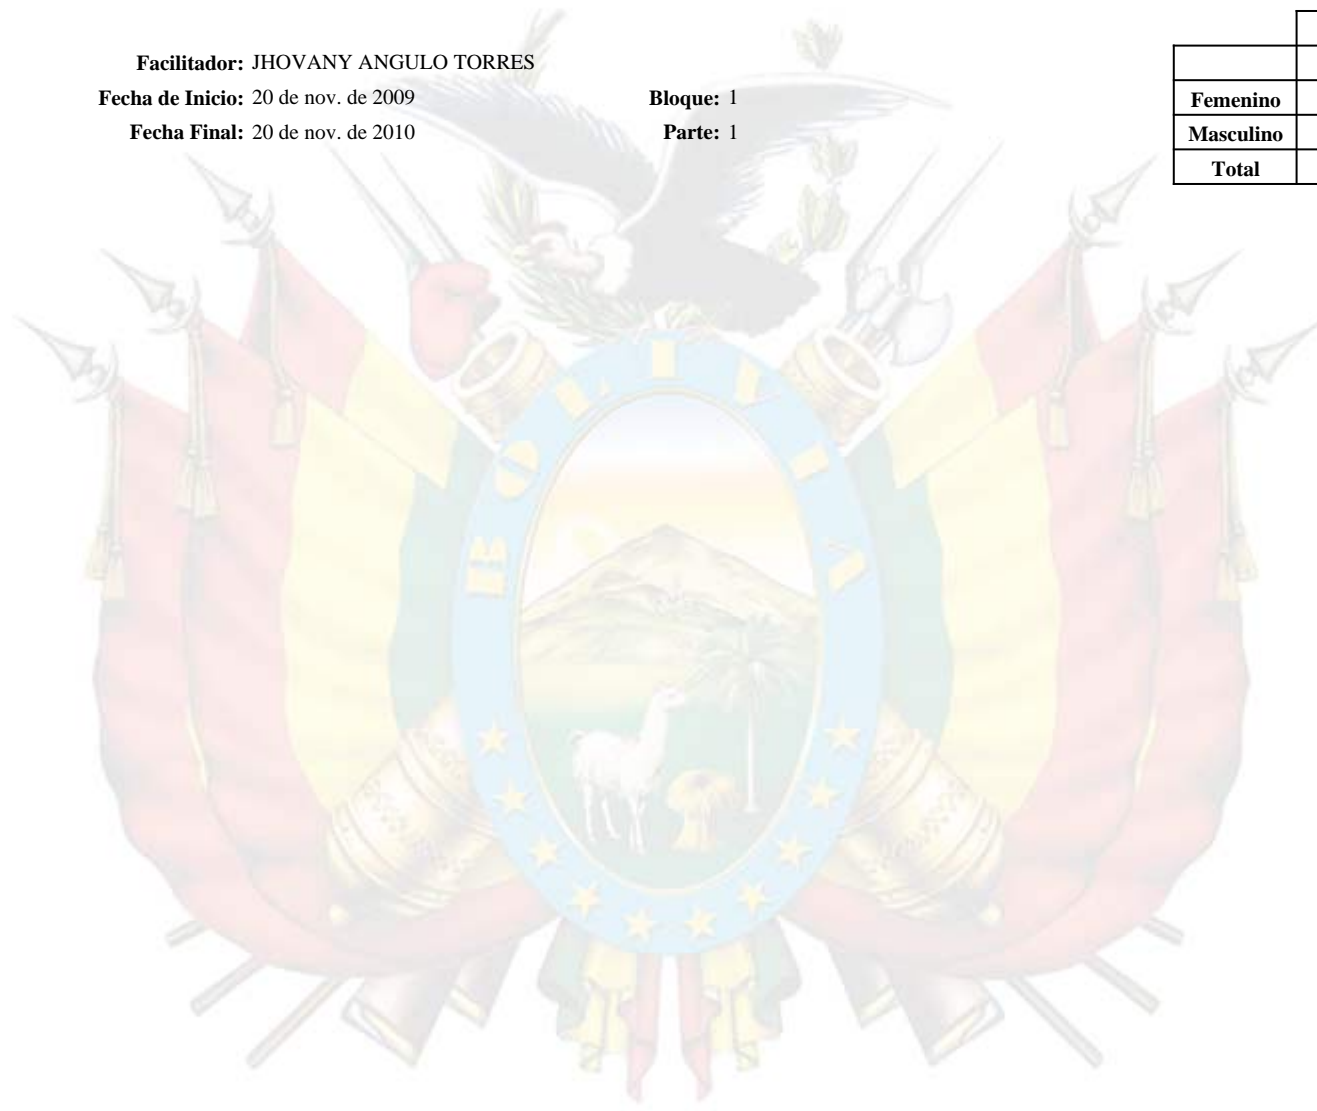 Facilitador: JHOVANY ANGULO TORRES
Fecha de Inicio: 20 de nov. de 2009 Bloque: 1
Fecha Final: 20 de nov. de 2010 Parte: 1
Femenino
Masculino
Total
BOLIVIA